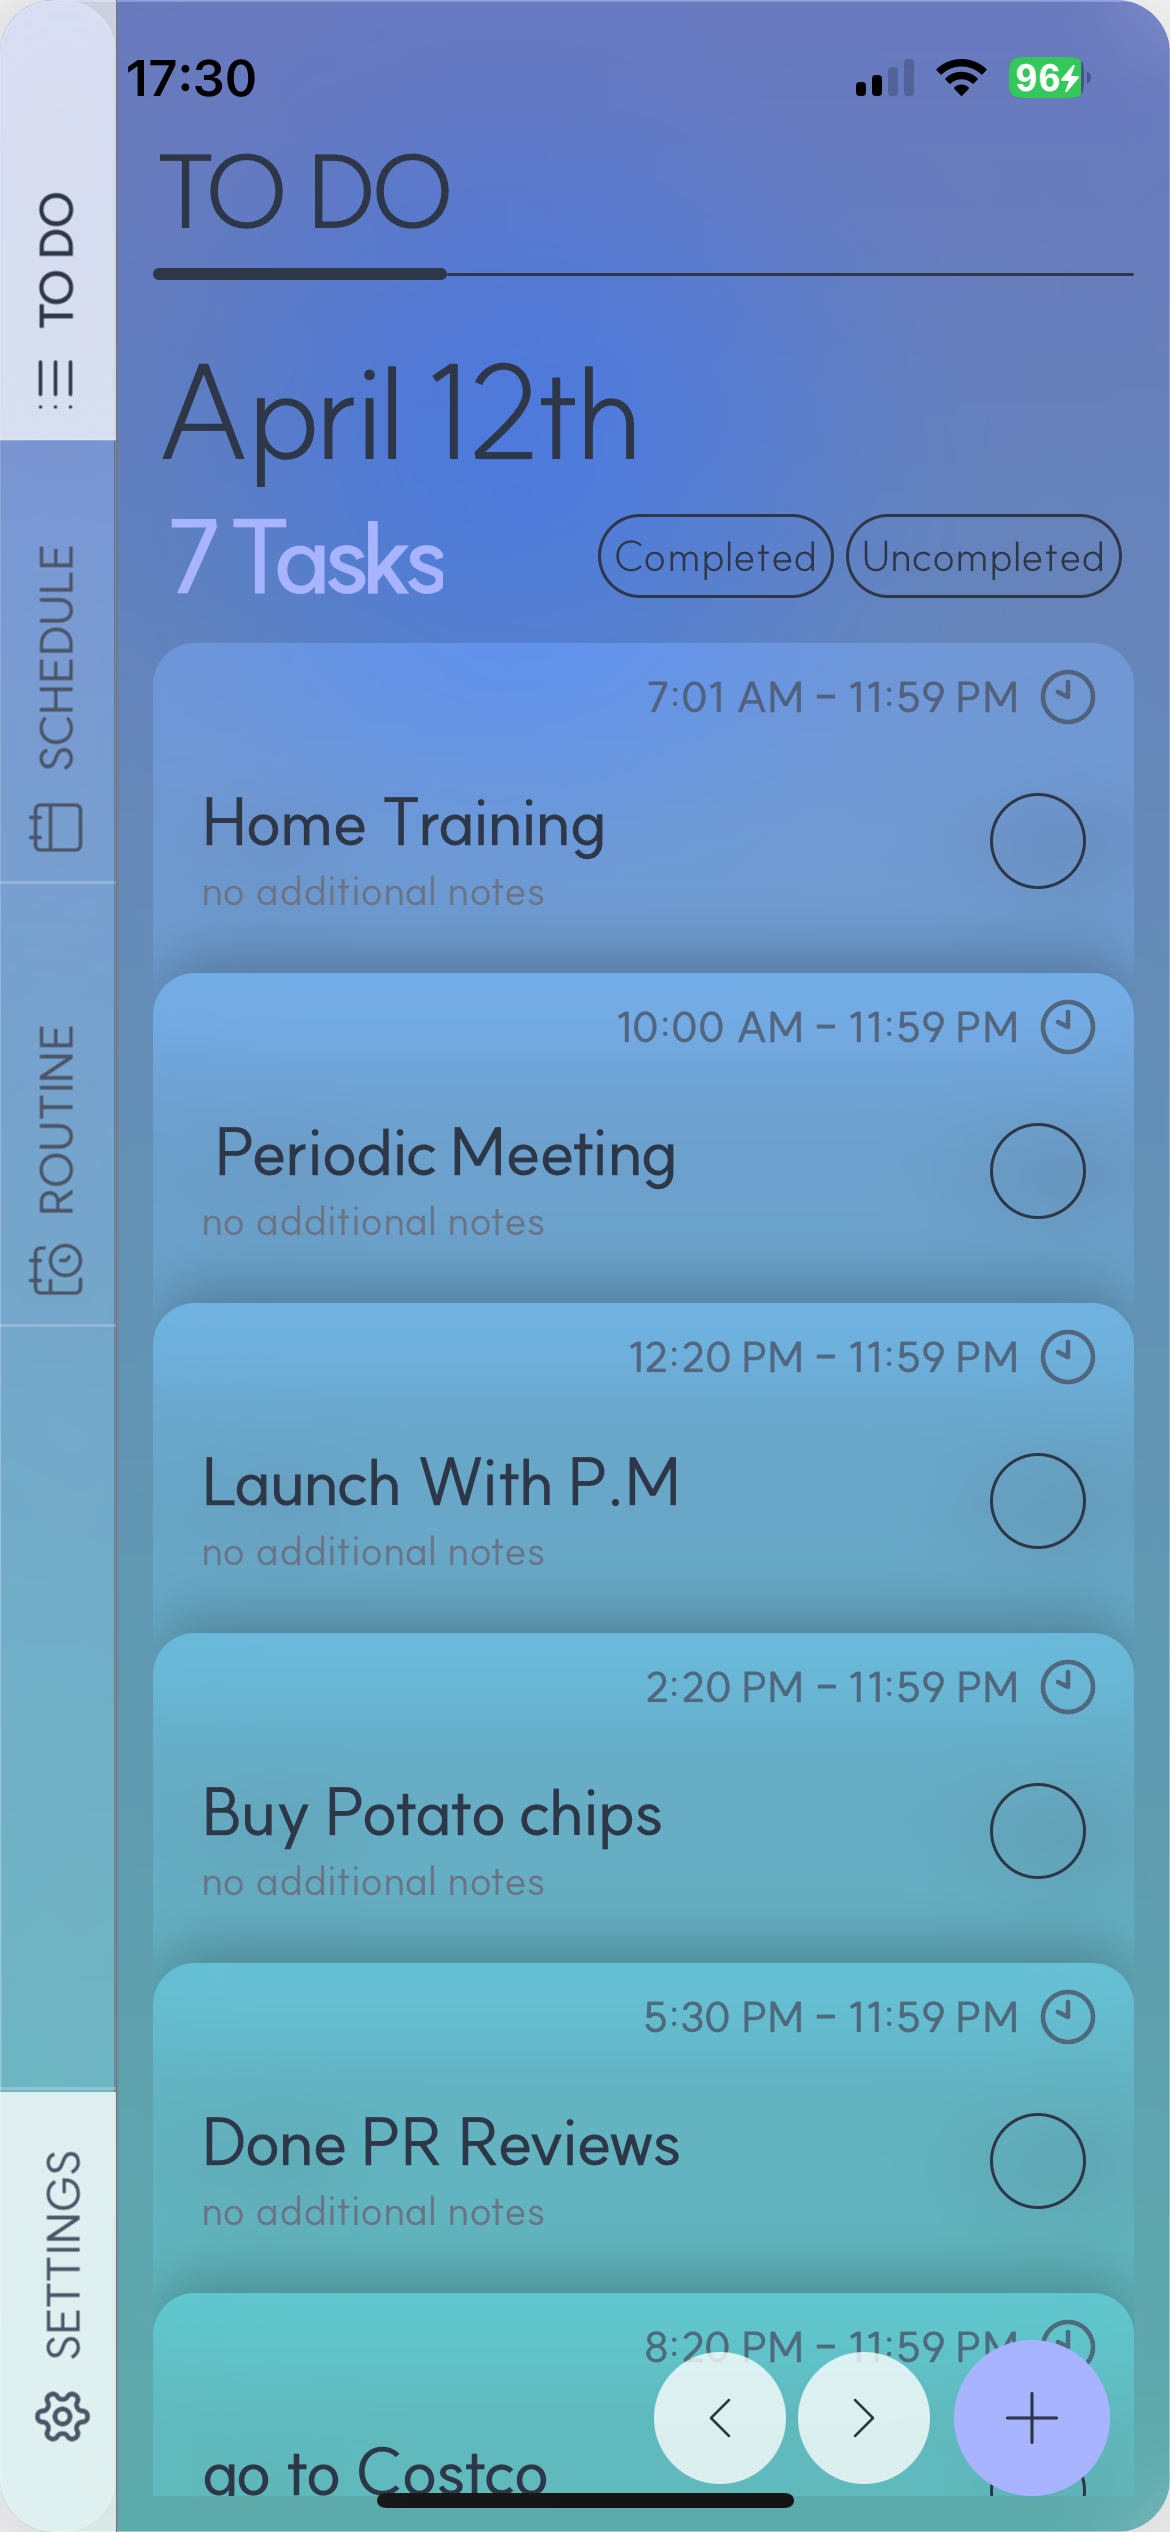 17:30
96
TO DO
TO DO
SCHEDULE
ROUTINE
SETTINGS
April 12th
7 Tasks
Completed
Uncompleted
7:01 AM - 11:59 PM
Home Training
no additional notes
10:00 AM - 11:59 PM
Periodic Meeting
no additional notes
12:20 PM - 11:59 PM
Launch With P.M
no additional notes
2:20 PM - 11:59 PM
Buy Potato chips
no additional notes
5:30 PM - 11:59 PM
Done PR Reviews
no additional notes
8:20 PM - 11:59 PM
go to Costco